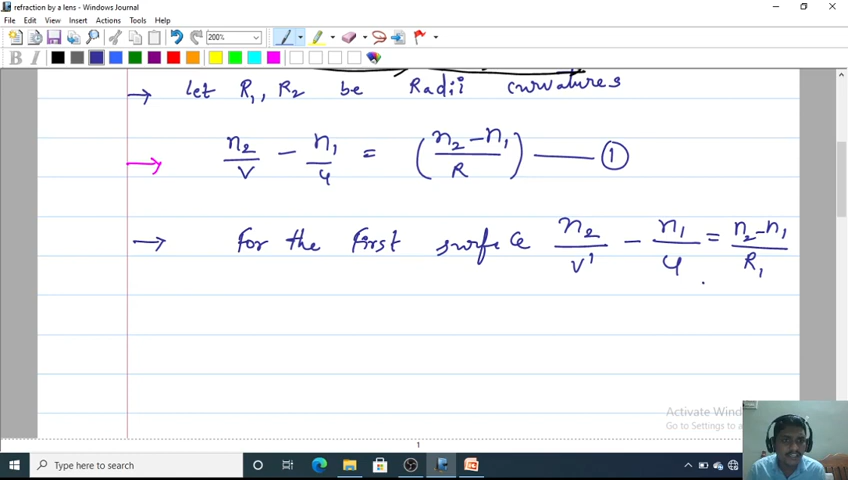 refraction by a lens - Windows Journal
File Edit View Insert Actions Tools Help
200%
B I
→ let R₁, R₂ be Radii curvatures
→ n₂/v − n₁/u = (n₂−n₁/R) —— ①
→ for the first surface n₂/v' − n₁/u = n₂−n₁/R₁
Activate Wind
Go to Settings to a
1
Type here to search